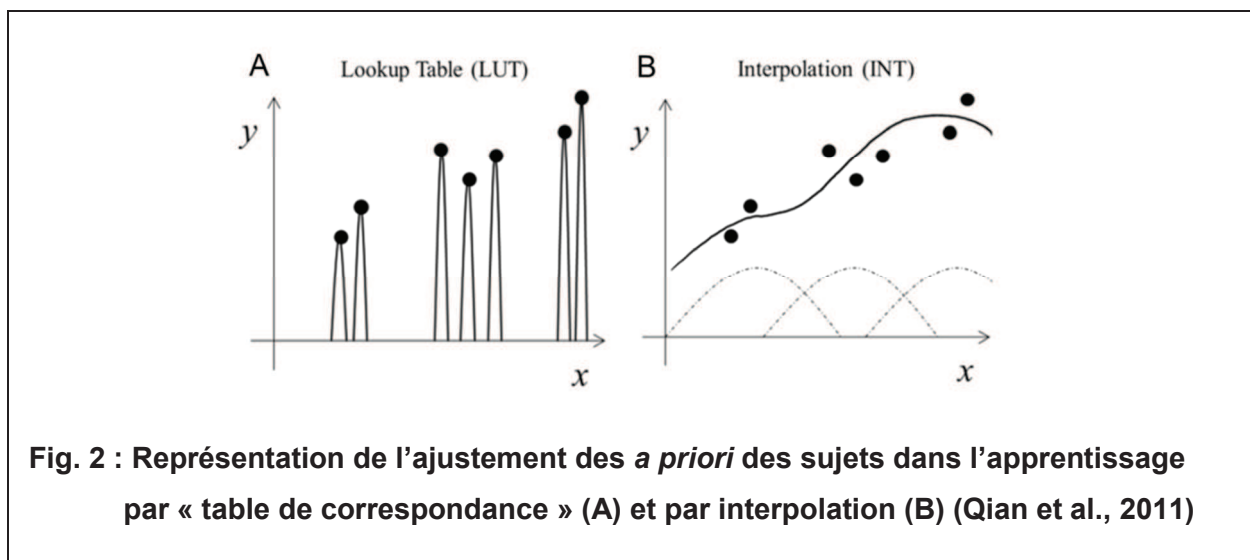 A Lookup Table (LUT)
B Interpolation (INT)
y
y
x
x
Fig. 2 : Représentation de l’ajustement des a priori des sujets dans l’apprentissage
par « table de correspondance » (A) et par interpolation (B) (Qian et al., 2011)